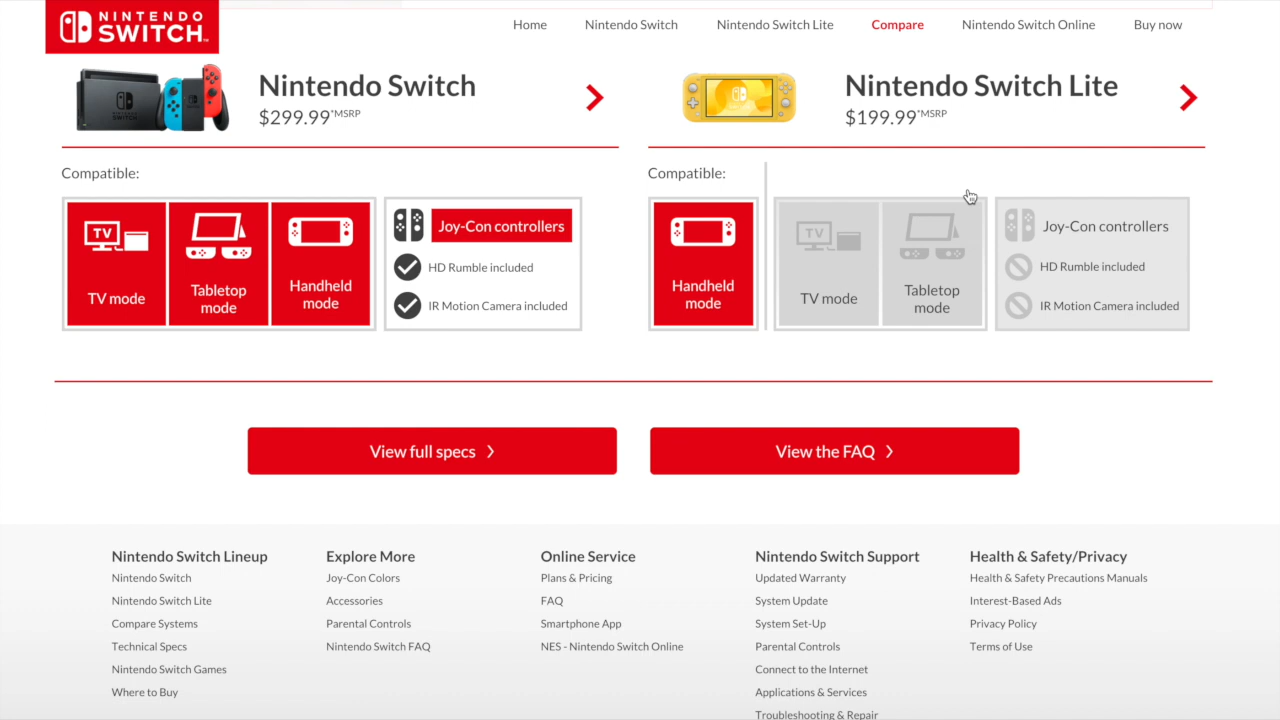 NINTENDO
SWITCH™
Home
Nintendo Switch
Nintendo Switch Lite
Compare
Nintendo Switch Online
Buy now
Nintendo Switch
$299.99*MSRP
Nintendo Switch Lite
$199.99*MSRP
Compatible:
TV
TV mode
Tabletop
mode
Handheld
mode
Joy-Con controllers
HD Rumble included
IR Motion Camera included
Compatible:
Handheld
mode
TV
TV mode
Tabletop
mode
Joy-Con controllers
HD Rumble included
IR Motion Camera included
View full specs
View the FAQ
Nintendo Switch Lineup
Nintendo Switch
Nintendo Switch Lite
Compare Systems
Technical Specs
Nintendo Switch Games
Where to Buy
Explore More
Joy-Con Colors
Accessories
Parental Controls
Nintendo Switch FAQ
Online Service
Plans & Pricing
FAQ
Smartphone App
NES - Nintendo Switch Online
Nintendo Switch Support
Updated Warranty
System Update
System Set-Up
Parental Controls
Connect to the Internet
Applications & Services
Troubleshooting & Repair
Health & Safety/Privacy
Health & Safety Precautions Manuals
Interest-Based Ads
Privacy Policy
Terms of Use